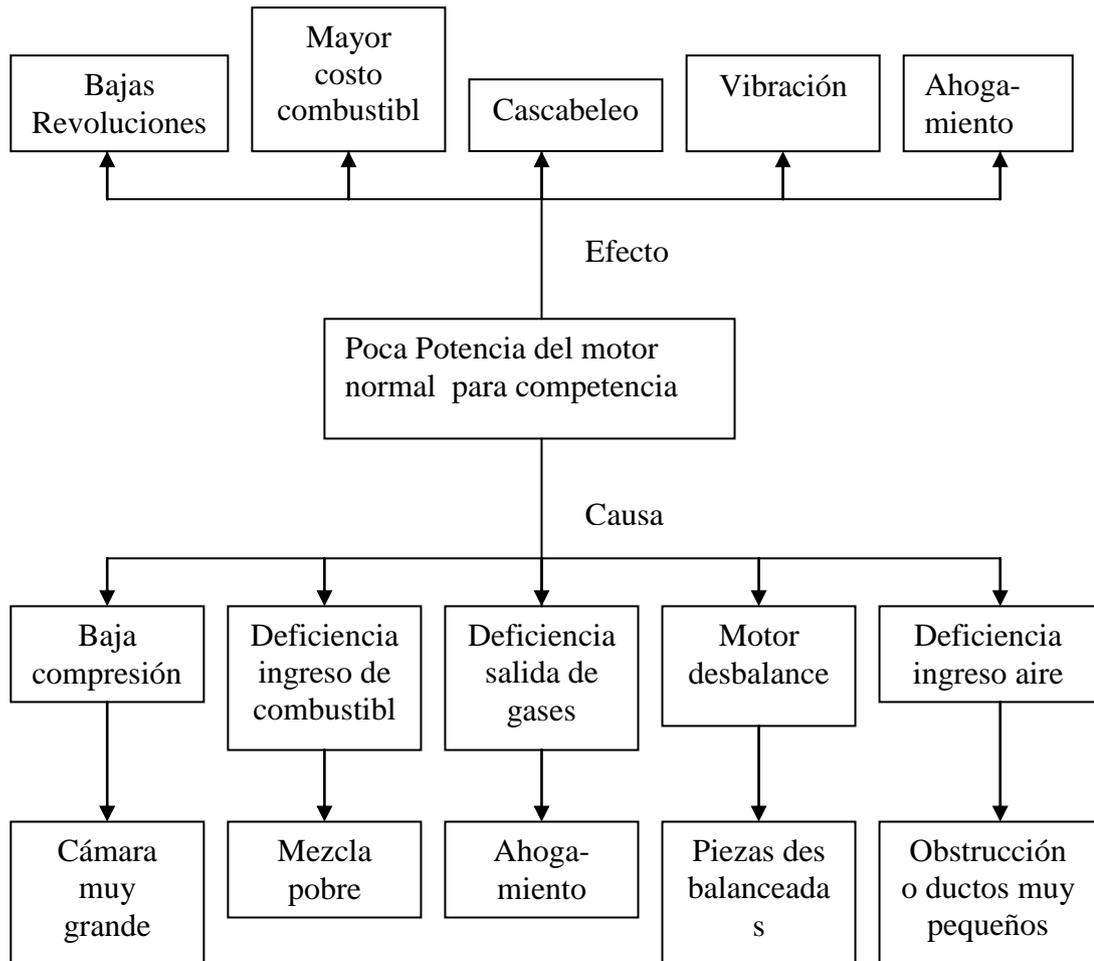 Bajas
Revoluciones
Mayor
costo
combustibl
Cascabeleo
Vibración
Ahoga-
miento
Efecto
Poca Potencia del motor
normal para competencia
Causa
Baja
compresión
Deficiencia
ingreso de
combustibl
Deficiencia
salida de
gases
Motor
desbalance
Deficiencia
ingreso aire
Cámara
muy
grande
Mezcla
pobre
Ahoga-
miento
Piezas des
balanceada
s
Obstrucción
o ductos muy
pequeños